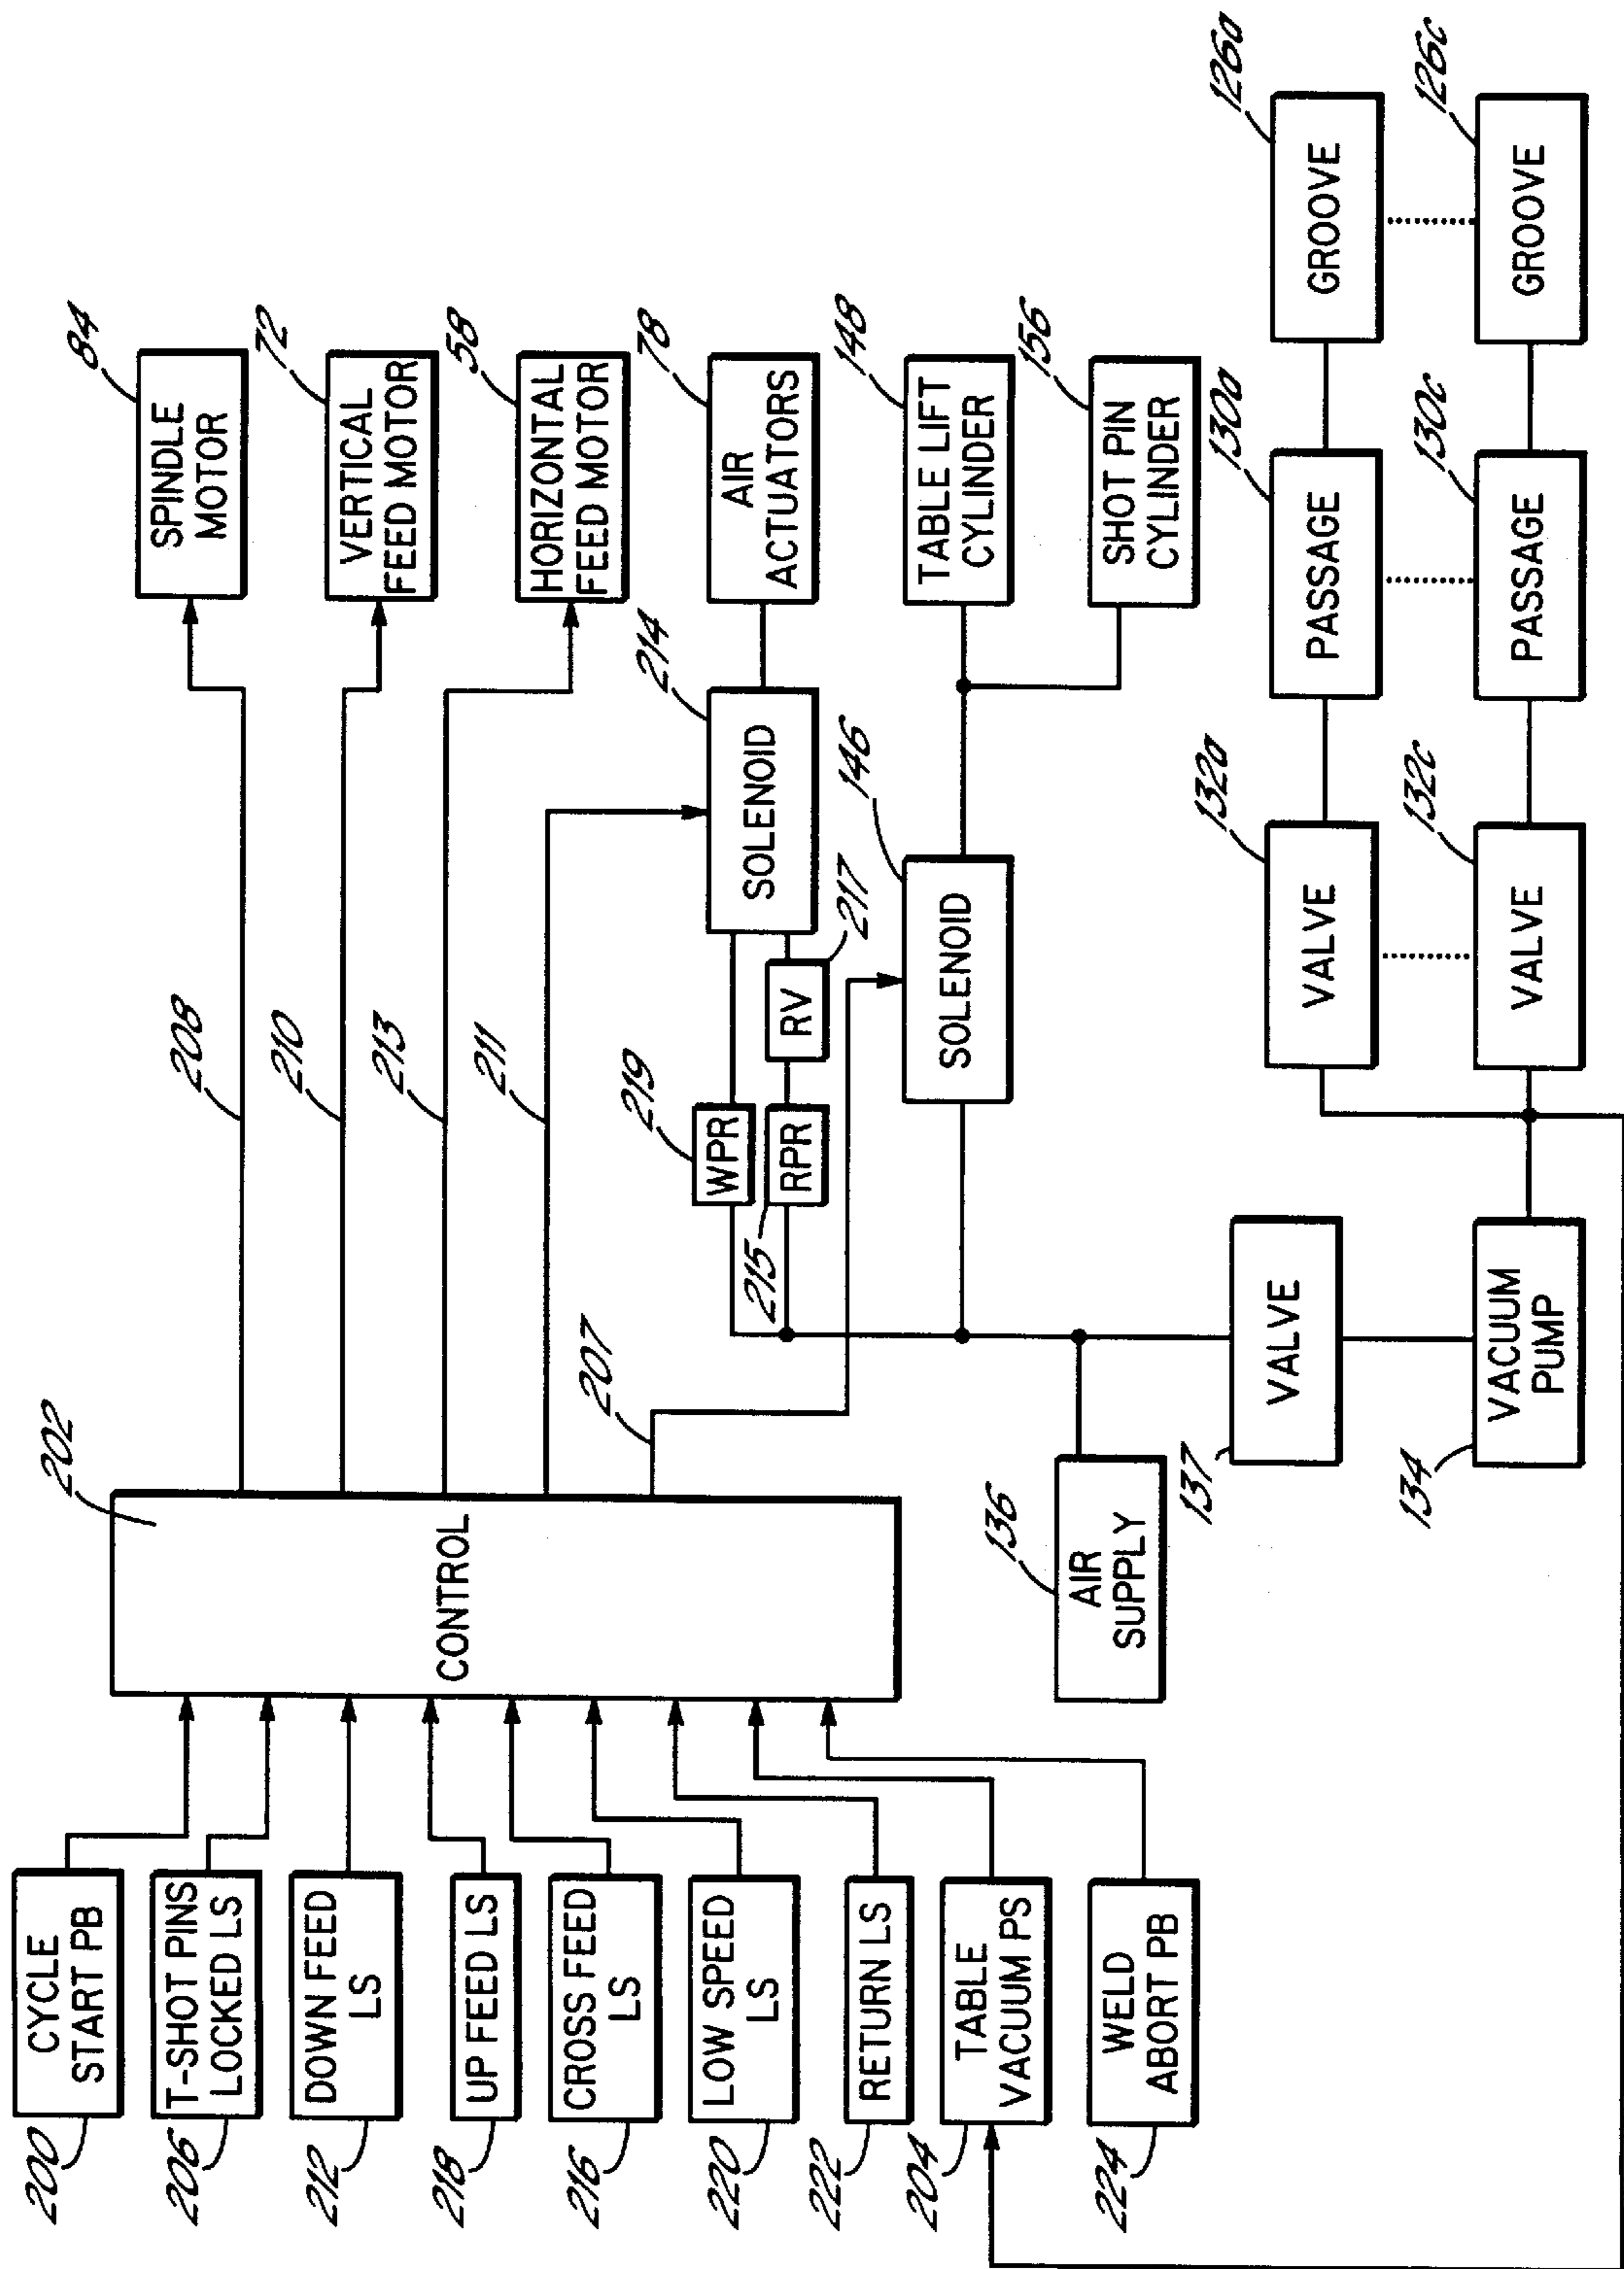 CYCLE
START PB
200
T-SHOT PINS
LOCKED LS
206
DOWN FEED
LS
212
UP FEED LS
218
CROSS FEED
LS
216
LOW SPEED
LS
220
RETURN LS
222
TABLE
VACUUM PS
204
WELD
ABORT PB
224
CONTROL
202
208
210
213
211
207
SPINDLE
MOTOR
84
VERTICAL
FEED MOTOR
72
HORIZONTAL
FEED MOTOR
58
WPR
219
RPR
215
RV
217
SOLENOID
214
AIR
ACTUATORS
78
SOLENOID
146
TABLE LIFT
CYLINDER
148
SHOT PIN
CYLINDER
156
AIR
SUPPLY
136
VALVE
137
VACUUM
PUMP
134
VALVE
132a
PASSAGE
130a
GROOVE
126a
VALVE
132c
PASSAGE
130c
GROOVE
126c